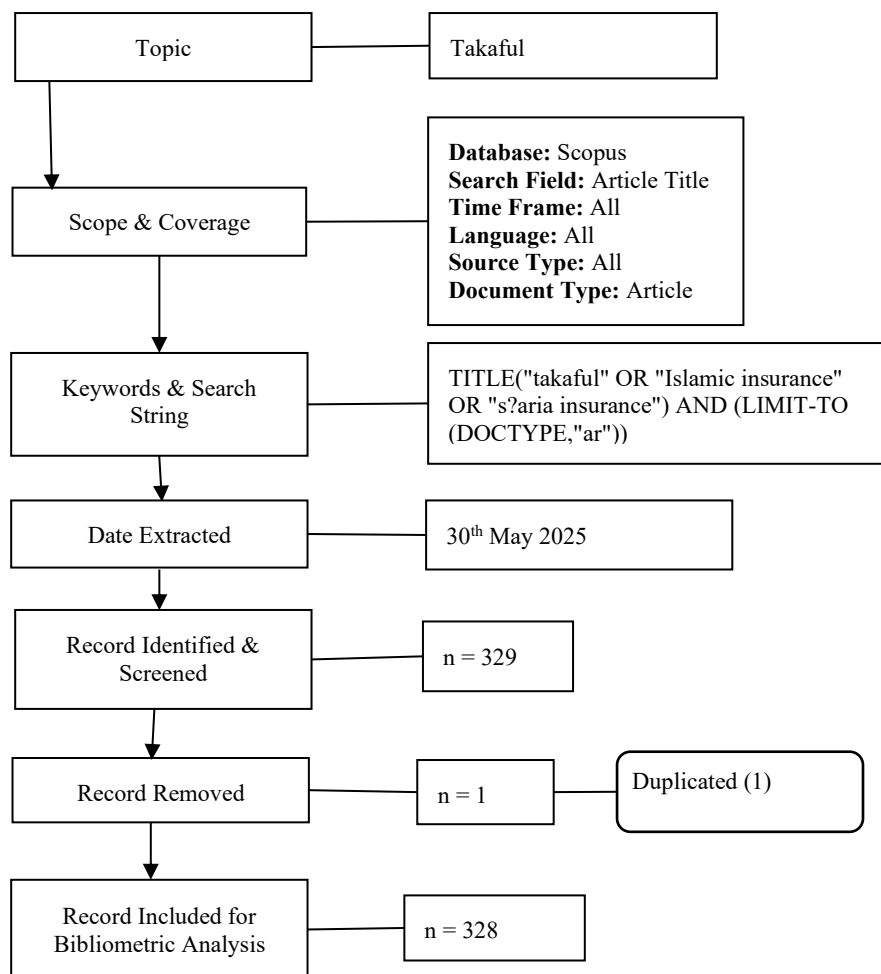 Topic
Takaful
Database: Scopus
Search Field: Article Title
Time Frame: All
Language: All
Source Type: All
Document Type: Article
Scope & Coverage
Keywords & Search
String
TITLE("takaful" OR "Islamic insurance"
OR "s?aria insurance") AND (LIMIT-TO
(DOCTYPE,"ar"))
Date Extracted
30th May 2025
Record Identified &
Screened
n = 329
Record Removed
n = 1
Duplicated (1)
Record Included for
Bibliometric Analysis
n = 328